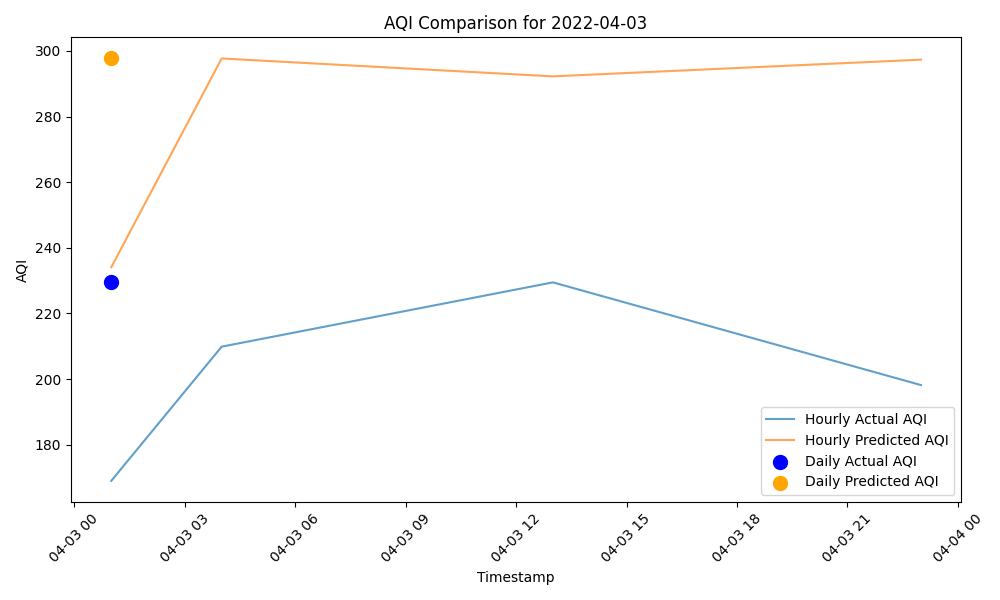 AQI Comparison for 2022-04-03
AQI
300
280
260
240
220
200
180
Hourly Actual AQI
Hourly Predicted AQI
Daily Actual AQI
Daily Predicted AQI
04-03 00
04-03 03
04-03 06
04-03 09
04-03 12
04-03 15
04-03 18
04-03 21
04-04 00
Timestamp